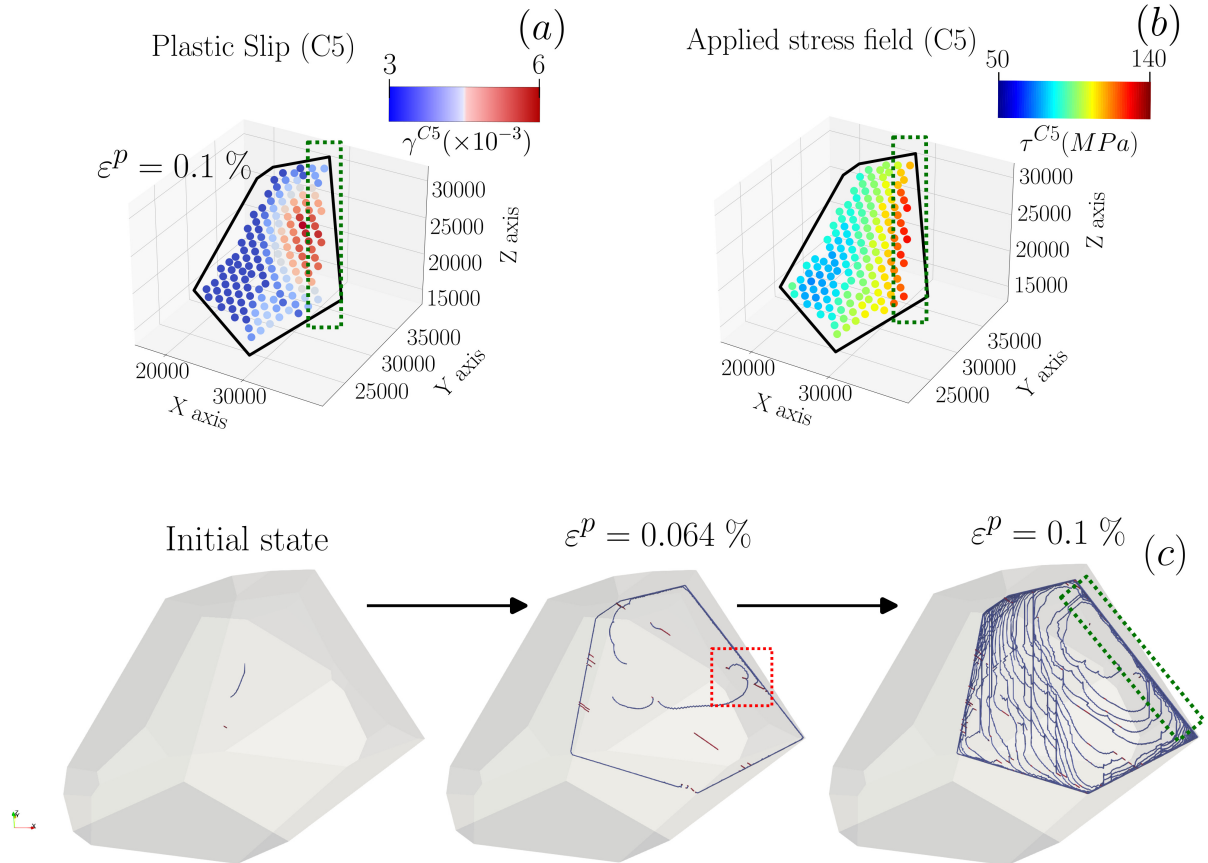 Plastic Slip (C5)
(a)
3
6
γ^{C5}(×10^{-3})
ε^p = 0.1 %
30000
25000
20000
15000
Z axis
35000
30000
25000
Y axis
20000
30000
X axis
Applied stress field (C5)
(b)
50
140
τ^{C5}(MPa)
30000
25000
20000
15000
Z axis
35000
30000
25000
Y axis
20000
30000
X axis
Initial state
ε^p = 0.064 %
ε^p = 0.1 %
(c)